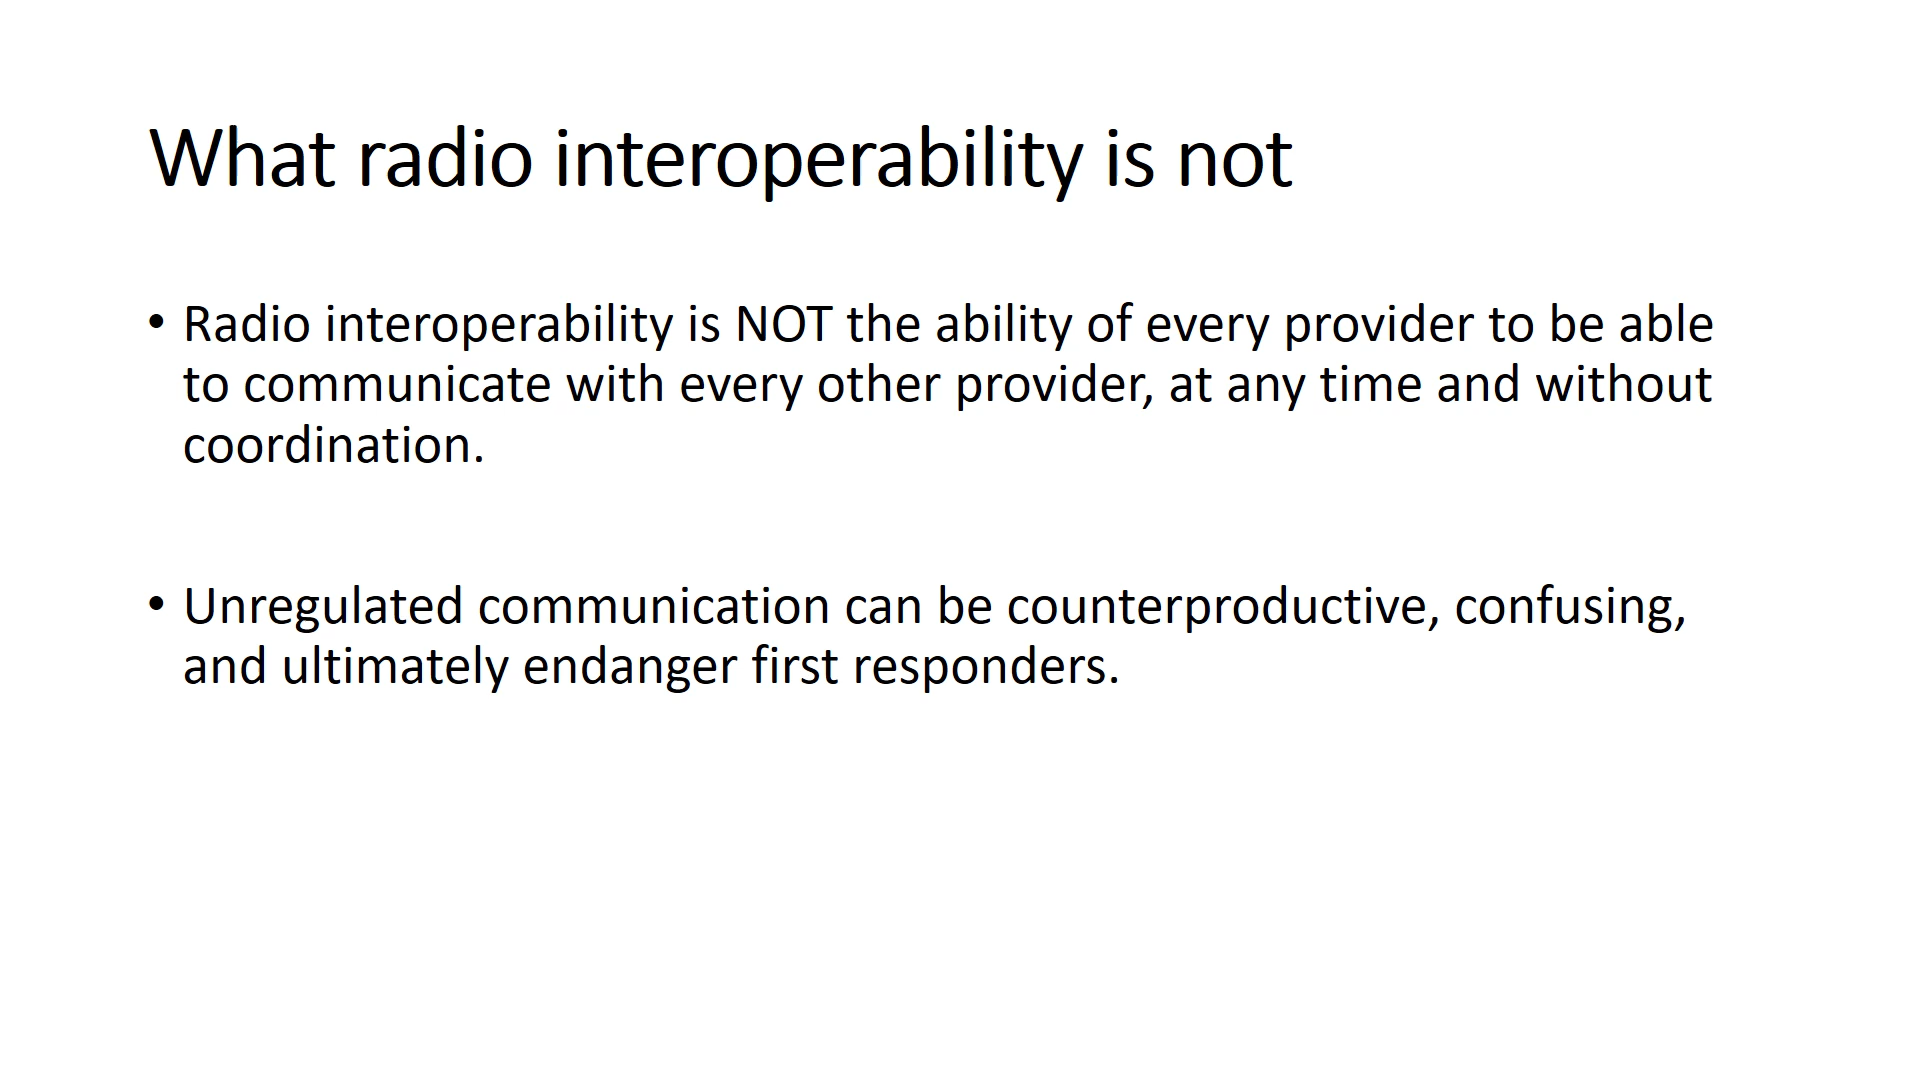 What radio interoperability is not
• Radio interoperability is NOT the ability of every provider to be able
to communicate with every other provider, at any time and without
coordination.
• Unregulated communication can be counterproductive, confusing,
and ultimately endanger first responders.